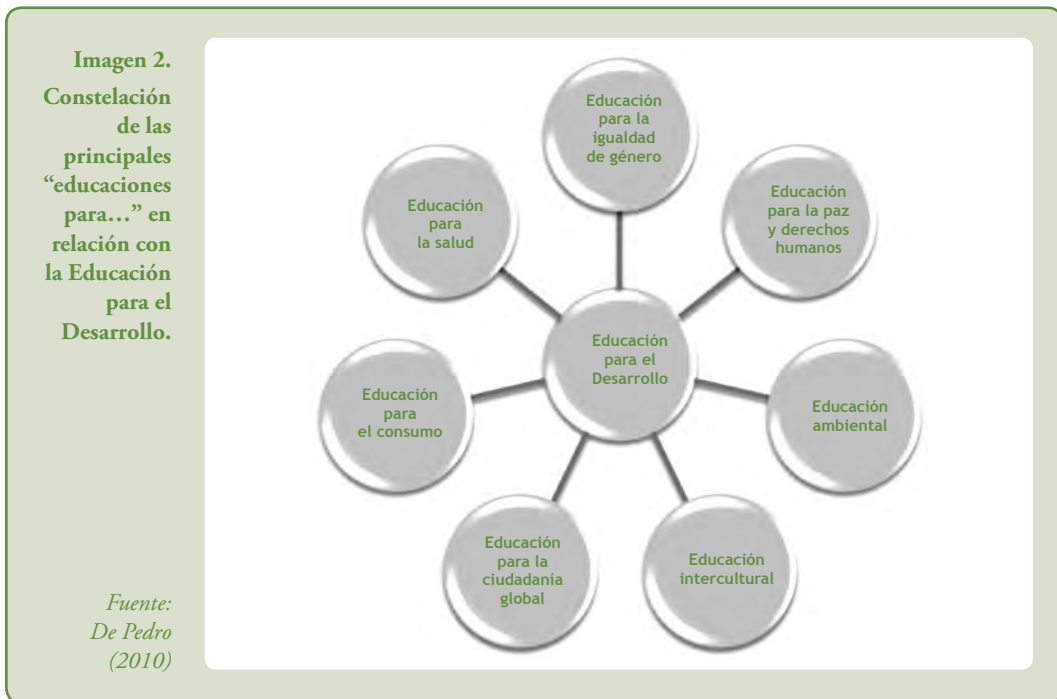 Imagen 2.
Constelación
de las
principales
“educaciones
para...” en
relación con
la Educación
para el
Desarrollo.
Fuente:
De Pedro
(2010)
Educación
para la
igualdad
de género
Educación
para la paz
y derechos
humanos
Educación
ambiental
Educación
intercultural
Educación
para la
ciudadanía
global
Educación
para
el consumo
Educación
para
la salud
Educación
para el
Desarrollo